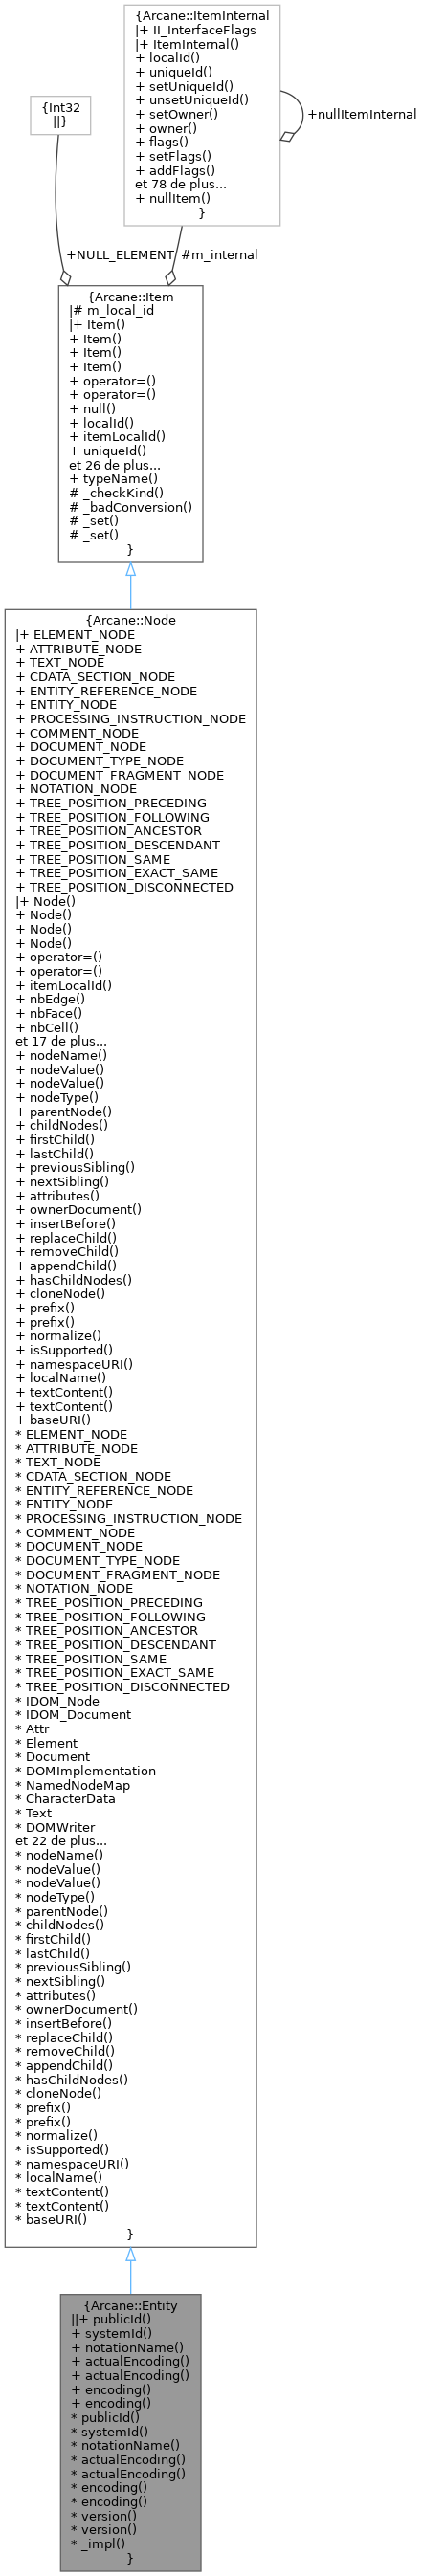 {Arcane::ItemInternal
|+ II_InterfaceFlags
|+ ItemInternal()
+ localId()
+ uniqueId()
+ setUniqueId()
+ unsetUniqueId()
+ setOwner()
+ owner()
+ flags()
+ setFlags()
+ addFlags()
et 78 de plus...
+ nullItem()
}
+nullItemInternal
{Int32
||}
+NULL_ELEMENT
#m_internal
{Arcane::Item
|# m_local_id
|+ Item()
+ Item()
+ Item()
+ Item()
+ operator=()
+ operator=()
+ null()
+ localId()
+ itemLocalId()
+ uniqueId()
et 26 de plus...
+ typeName()
# _checkKind()
# _badConversion()
# _set()
# _set()
}
{Arcane::Node
|+ ELEMENT_NODE
+ ATTRIBUTE_NODE
+ TEXT_NODE
+ CDATA_SECTION_NODE
+ ENTITY_REFERENCE_NODE
+ ENTITY_NODE
+ PROCESSING_INSTRUCTION_NODE
+ COMMENT_NODE
+ DOCUMENT_NODE
+ DOCUMENT_TYPE_NODE
+ DOCUMENT_FRAGMENT_NODE
+ NOTATION_NODE
+ TREE_POSITION_PRECEDING
+ TREE_POSITION_FOLLOWING
+ TREE_POSITION_ANCESTOR
+ TREE_POSITION_DESCENDANT
+ TREE_POSITION_SAME
+ TREE_POSITION_EXACT_SAME
+ TREE_POSITION_DISCONNECTED
|+ Node()
+ Node()
+ Node()
+ Node()
+ operator=()
+ operator=()
+ itemLocalId()
+ nbEdge()
+ nbFace()
+ nbCell()
et 17 de plus...
+ nodeName()
+ nodeValue()
+ nodeValue()
+ nodeType()
+ parentNode()
+ childNodes()
+ firstChild()
+ lastChild()
+ previousSibling()
+ nextSibling()
+ attributes()
+ ownerDocument()
+ insertBefore()
+ replaceChild()
+ removeChild()
+ appendChild()
+ hasChildNodes()
+ cloneNode()
+ prefix()
+ prefix()
+ normalize()
+ isSupported()
+ namespaceURI()
+ localName()
+ textContent()
+ textContent()
+ baseURI()
* ELEMENT_NODE
* ATTRIBUTE_NODE
* TEXT_NODE
* CDATA_SECTION_NODE
* ENTITY_REFERENCE_NODE
* ENTITY_NODE
* PROCESSING_INSTRUCTION_NODE
* COMMENT_NODE
* DOCUMENT_NODE
* DOCUMENT_TYPE_NODE
* DOCUMENT_FRAGMENT_NODE
* NOTATION_NODE
* TREE_POSITION_PRECEDING
* TREE_POSITION_FOLLOWING
* TREE_POSITION_ANCESTOR
* TREE_POSITION_DESCENDANT
* TREE_POSITION_SAME
* TREE_POSITION_EXACT_SAME
* TREE_POSITION_DISCONNECTED
* IDOM_Node
* IDOM_Document
* Attr
* Element
* Document
* DOMImplementation
* NamedNodeMap
* CharacterData
* Text
* DOMWriter
et 22 de plus...
* nodeName()
* nodeValue()
* nodeValue()
* nodeType()
* parentNode()
* childNodes()
* firstChild()
* lastChild()
* previousSibling()
* nextSibling()
* attributes()
* ownerDocument()
* insertBefore()
* replaceChild()
* removeChild()
* appendChild()
* hasChildNodes()
* cloneNode()
* prefix()
* prefix()
* normalize()
* isSupported()
* namespaceURI()
* localName()
* textContent()
* textContent()
* baseURI()
}
{Arcane::Entity
||+ publicId()
+ systemId()
+ notationName()
+ actualEncoding()
+ actualEncoding()
+ encoding()
+ encoding()
* publicId()
* systemId()
* notationName()
* actualEncoding()
* actualEncoding()
* encoding()
* encoding()
* version()
* version()
* _impl()
}